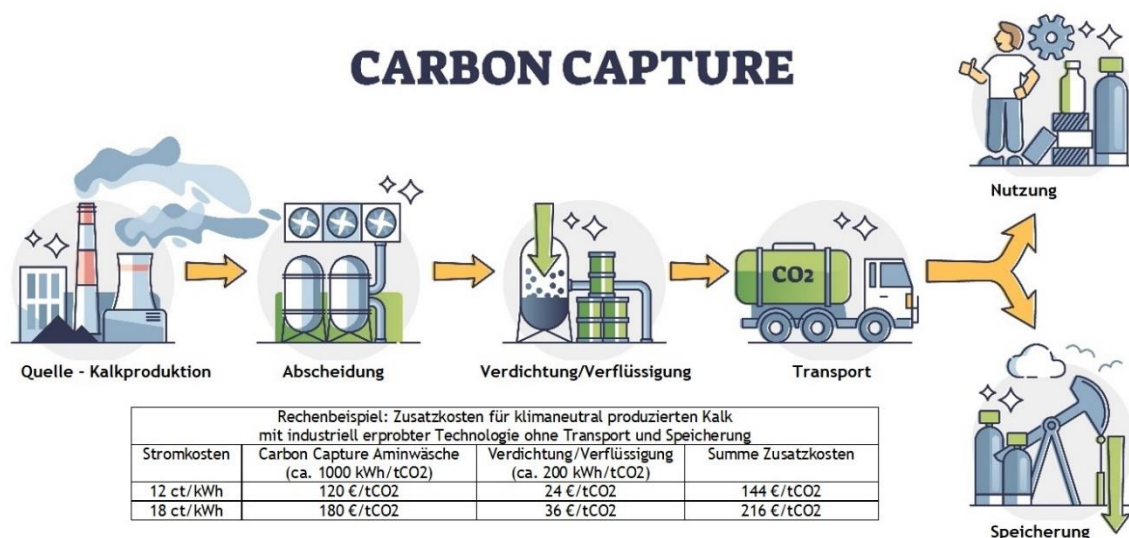 CARBON CAPTURE
Nutzung
CO2
Quelle - Kalkproduktion
Abscheidung
Verdichtung/Verflüssigung
Transport
Rechenbeispiel: Zusatzkosten für klimaneutral produzierten Kalk
mit industriell erprobter Technologie ohne Transport und Speicherung
Stromkosten Carbon Capture Aminwäsche Verdichtung/Verflüssigung Summe Zusatzkosten
(ca. 1000 kWh/tCO2) (ca. 200 kWh/tCO2)
12 ct/kWh 120 €/tCO2 24 €/tCO2 144 €/tCO2
18 ct/kWh 180 €/tCO2 36 €/tCO2 216 €/tCO2
Speicherung